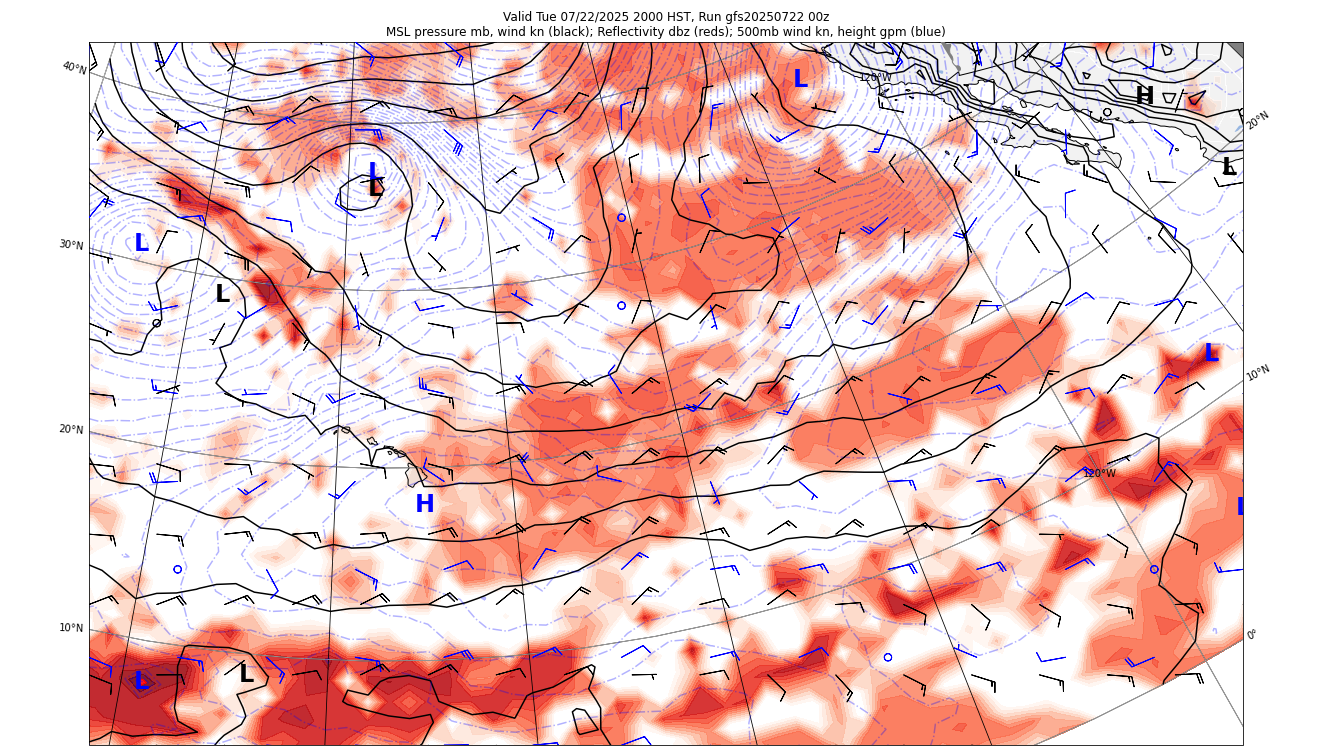 Valid Tue 07/22/2025 2000 HST, Run gfs20250722 00z
MSL pressure mb, wind kn (black); Reflectivity dbz (reds); 500mb wind kn, height gpm (blue)
40°N
L
120°W
H
20°N
L
L
L
30°N
L
L
L
10°N
20°N
120°W
H
L
10°N
0°
L
L